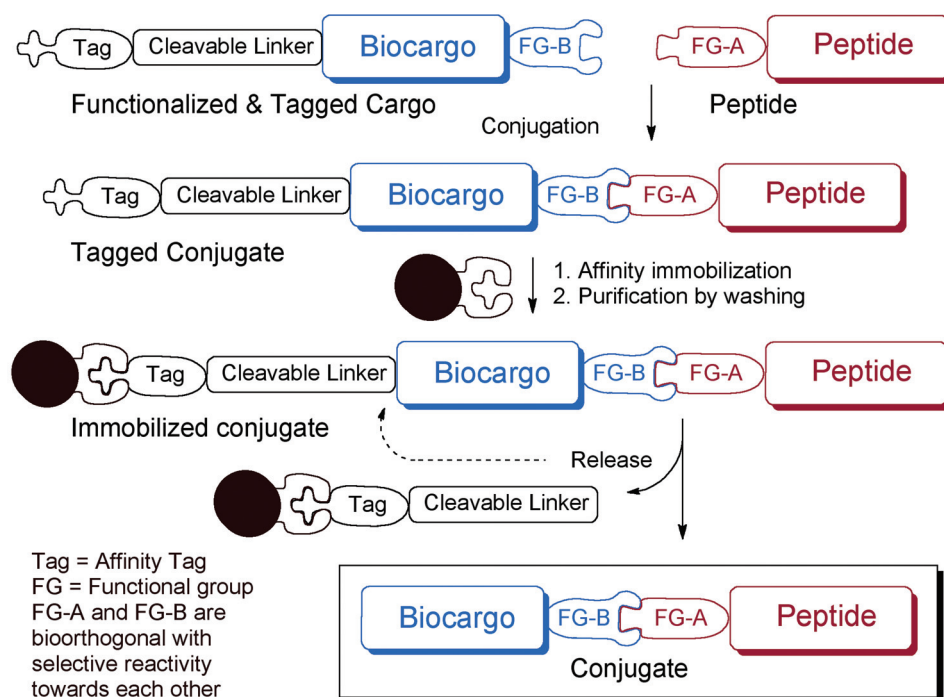 Tag Cleavable Linker Biocargo FG-B FG-A Peptide
Functionalized & Tagged Cargo Peptide
Conjugation
Tag Cleavable Linker Biocargo FG-B FG-A Peptide
Tagged Conjugate
1. Affinity immobilization
2. Purification by washing
Tag Cleavable Linker Biocargo FG-B FG-A Peptide
Immobilized conjugate
Release
Tag Cleavable Linker
Tag = Affinity Tag
FG = Functional group
FG-A and FG-B are
bioorthogonal with
selective reactivity
towards each other
Biocargo FG-B FG-A Peptide
Conjugate